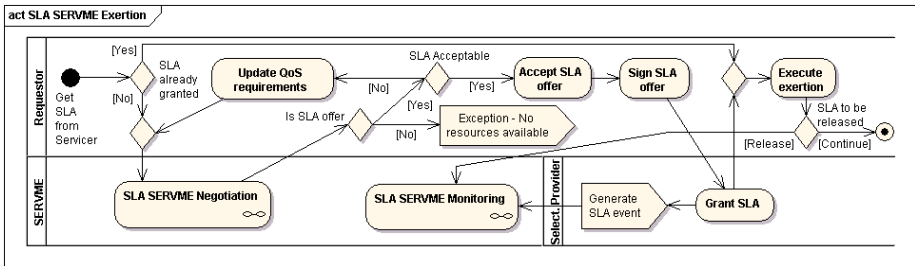 act SLA SERVME Exertion
Requestor
Get
SLA
from
Servicer
[Yes]
SLA
already
granted
[No]
Update QoS
requirements
Is SLA offer
SLA Acceptable
[No]
[Yes]
[Yes]
[No]
Accept SLA
offer
Sign SLA
offer
Exception - No
resources available
Execute
exertion
SLA to be
released
[Release]
[Continue]
SERVME
SLA SERVME Negotiation
SLA SERVME Monitoring
Select. Provider
Generate
SLA event
Grant SLA